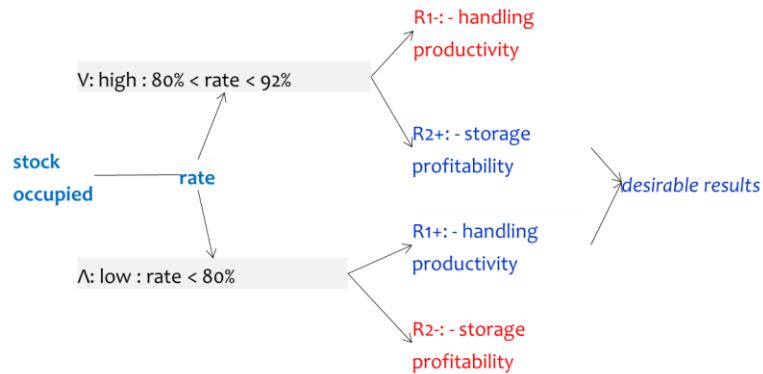 R1-: - handling
productivity
V: high : 80% < rate < 92%
R2+: - storage
profitability
stock
occupied
rate
desirable results
R1+: - handling
productivity
Λ: low : rate < 80%
R2-: - storage
profitability